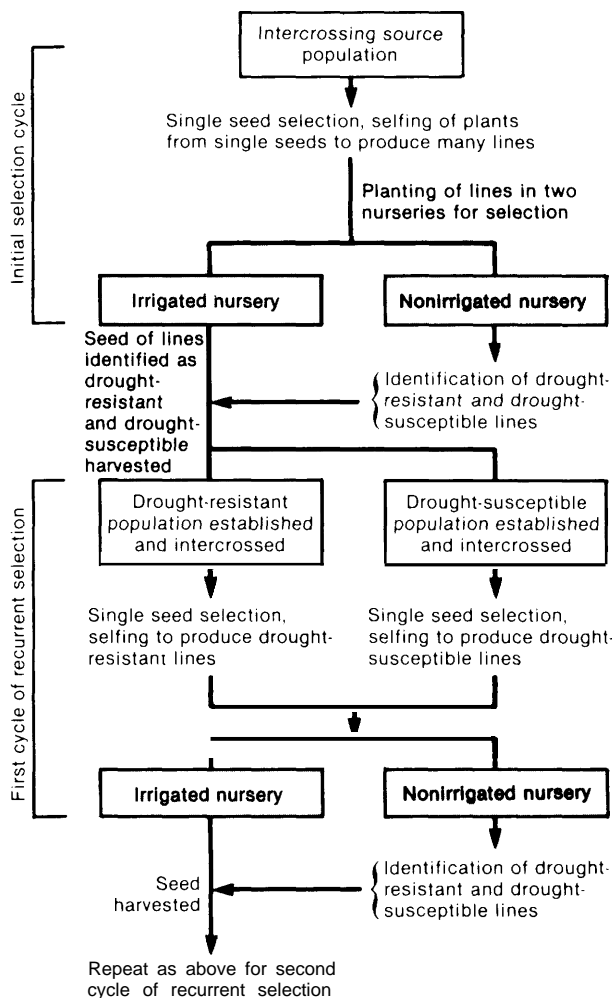 Intercrossing source
population
Single seed selection, selfing of plants
from single seeds to produce many lines
Planting of lines in two
nurseries for selection
Initial selection cycle
Irrigated nursery
Nonirrigated nursery
Seed of lines
identified as
drought-
resistant
and drought-
susceptible
harvested
Identification of drought-
resistant and drought-
susceptible lines
Drought-resistant
population established
and intercrossed
Drought-susceptible
population established
and intercrossed
First cycle of recurrent selection
Single seed selection,
selfing to produce drought-
resistant lines
Single seed selection,
selfing to produce drought-
susceptible lines
Irrigated nursery
Nonirrigated nursery
Seed
harvested
Identification of drought-
resistant and drought-
susceptible lines
Repeat as above for second
cycle of recurrent selection